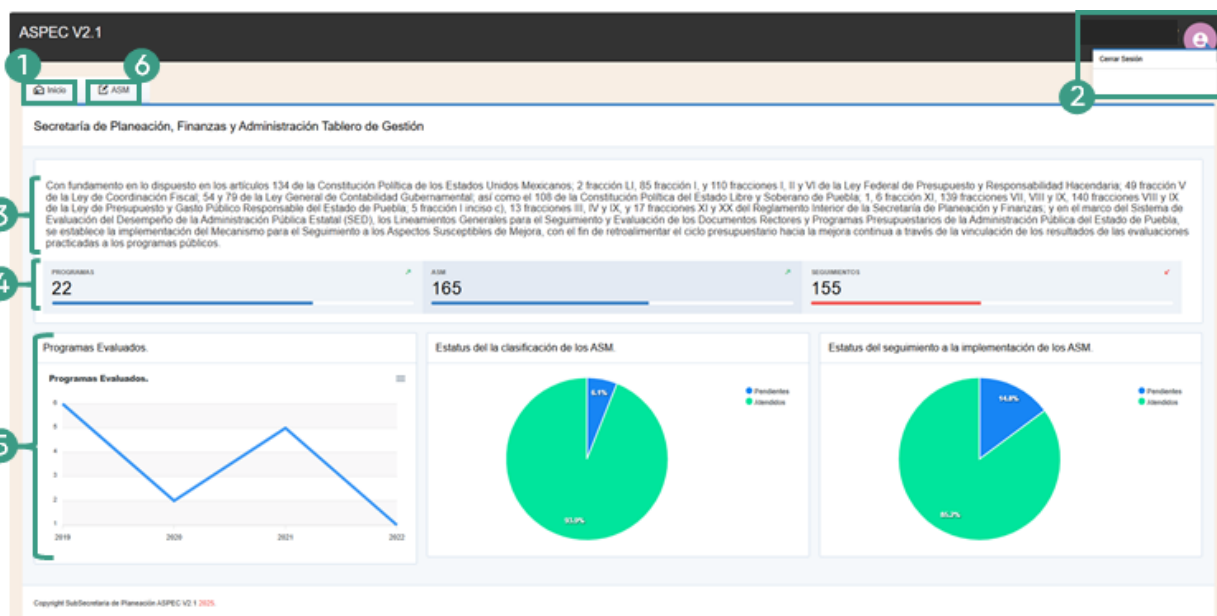 ASPEC V2.1
Cerrar Sesión
1
6
2
Inicio
ASM
Secretaría de Planeación, Finanzas y Administración Tablero de Gestión
Con fundamento en lo dispuesto en los artículos 134 de la Constitución Política de los Estados Unidos Mexicanos; 2 fracción LI, 85 fracción I, y 110 fracciones I, II y VI de la Ley Federal de Presupuesto y Responsabilidad Hacendaria; 49 fracción V
de la Ley de Coordinación Fiscal; 54 y 79 de la Ley General de Contabilidad Gubernamental; así como el 108 de la Constitución Política del Estado Libre y Soberano de Puebla; 1, 6 fracción XI, 139 fracciones VII, VIII y IX, 140 fracciones VIII y IX
de la Ley de Presupuesto y Gasto Público Responsable del Estado de Puebla; 5 fracción I inciso c), 13 fracciones III, IV y IX, y 17 fracciones XI y XX del Reglamento Interior de la Secretaría de Planeación y Finanzas; y en el marco del Sistema de
Evaluación del Desempeño de la Administración Pública Estatal (SED), los Lineamientos Generales para el Seguimiento y Evaluación de los Documentos Rectores y Programas Presupuestarios de la Administración Pública del Estado de Puebla,
se establece la implementación del Mecanismo para el Seguimiento a los Aspectos Susceptibles de Mejora, con el fin de retroalimentar el ciclo presupuestario hacia la mejora continua a través de la vinculación de los resultados de las evaluaciones
practicadas a los programas públicos.
3
4
PROGRAMAS
22
ASM
165
SEGUIMIENTOS
155
5
Programas Evaluados.
Programas Evaluados.
6
5
4
3
2
1
2019 2020 2021 2022
Estatus del la clasificación de los ASM.
6.1%
Pendientes
Atendidos
93.9%
Estatus del seguimiento a la implementación de los ASM.
14.8%
Pendientes
Atendidos
85.2%
Copyright SubSecretaria de Planeación ASPEC V2.1 2025.